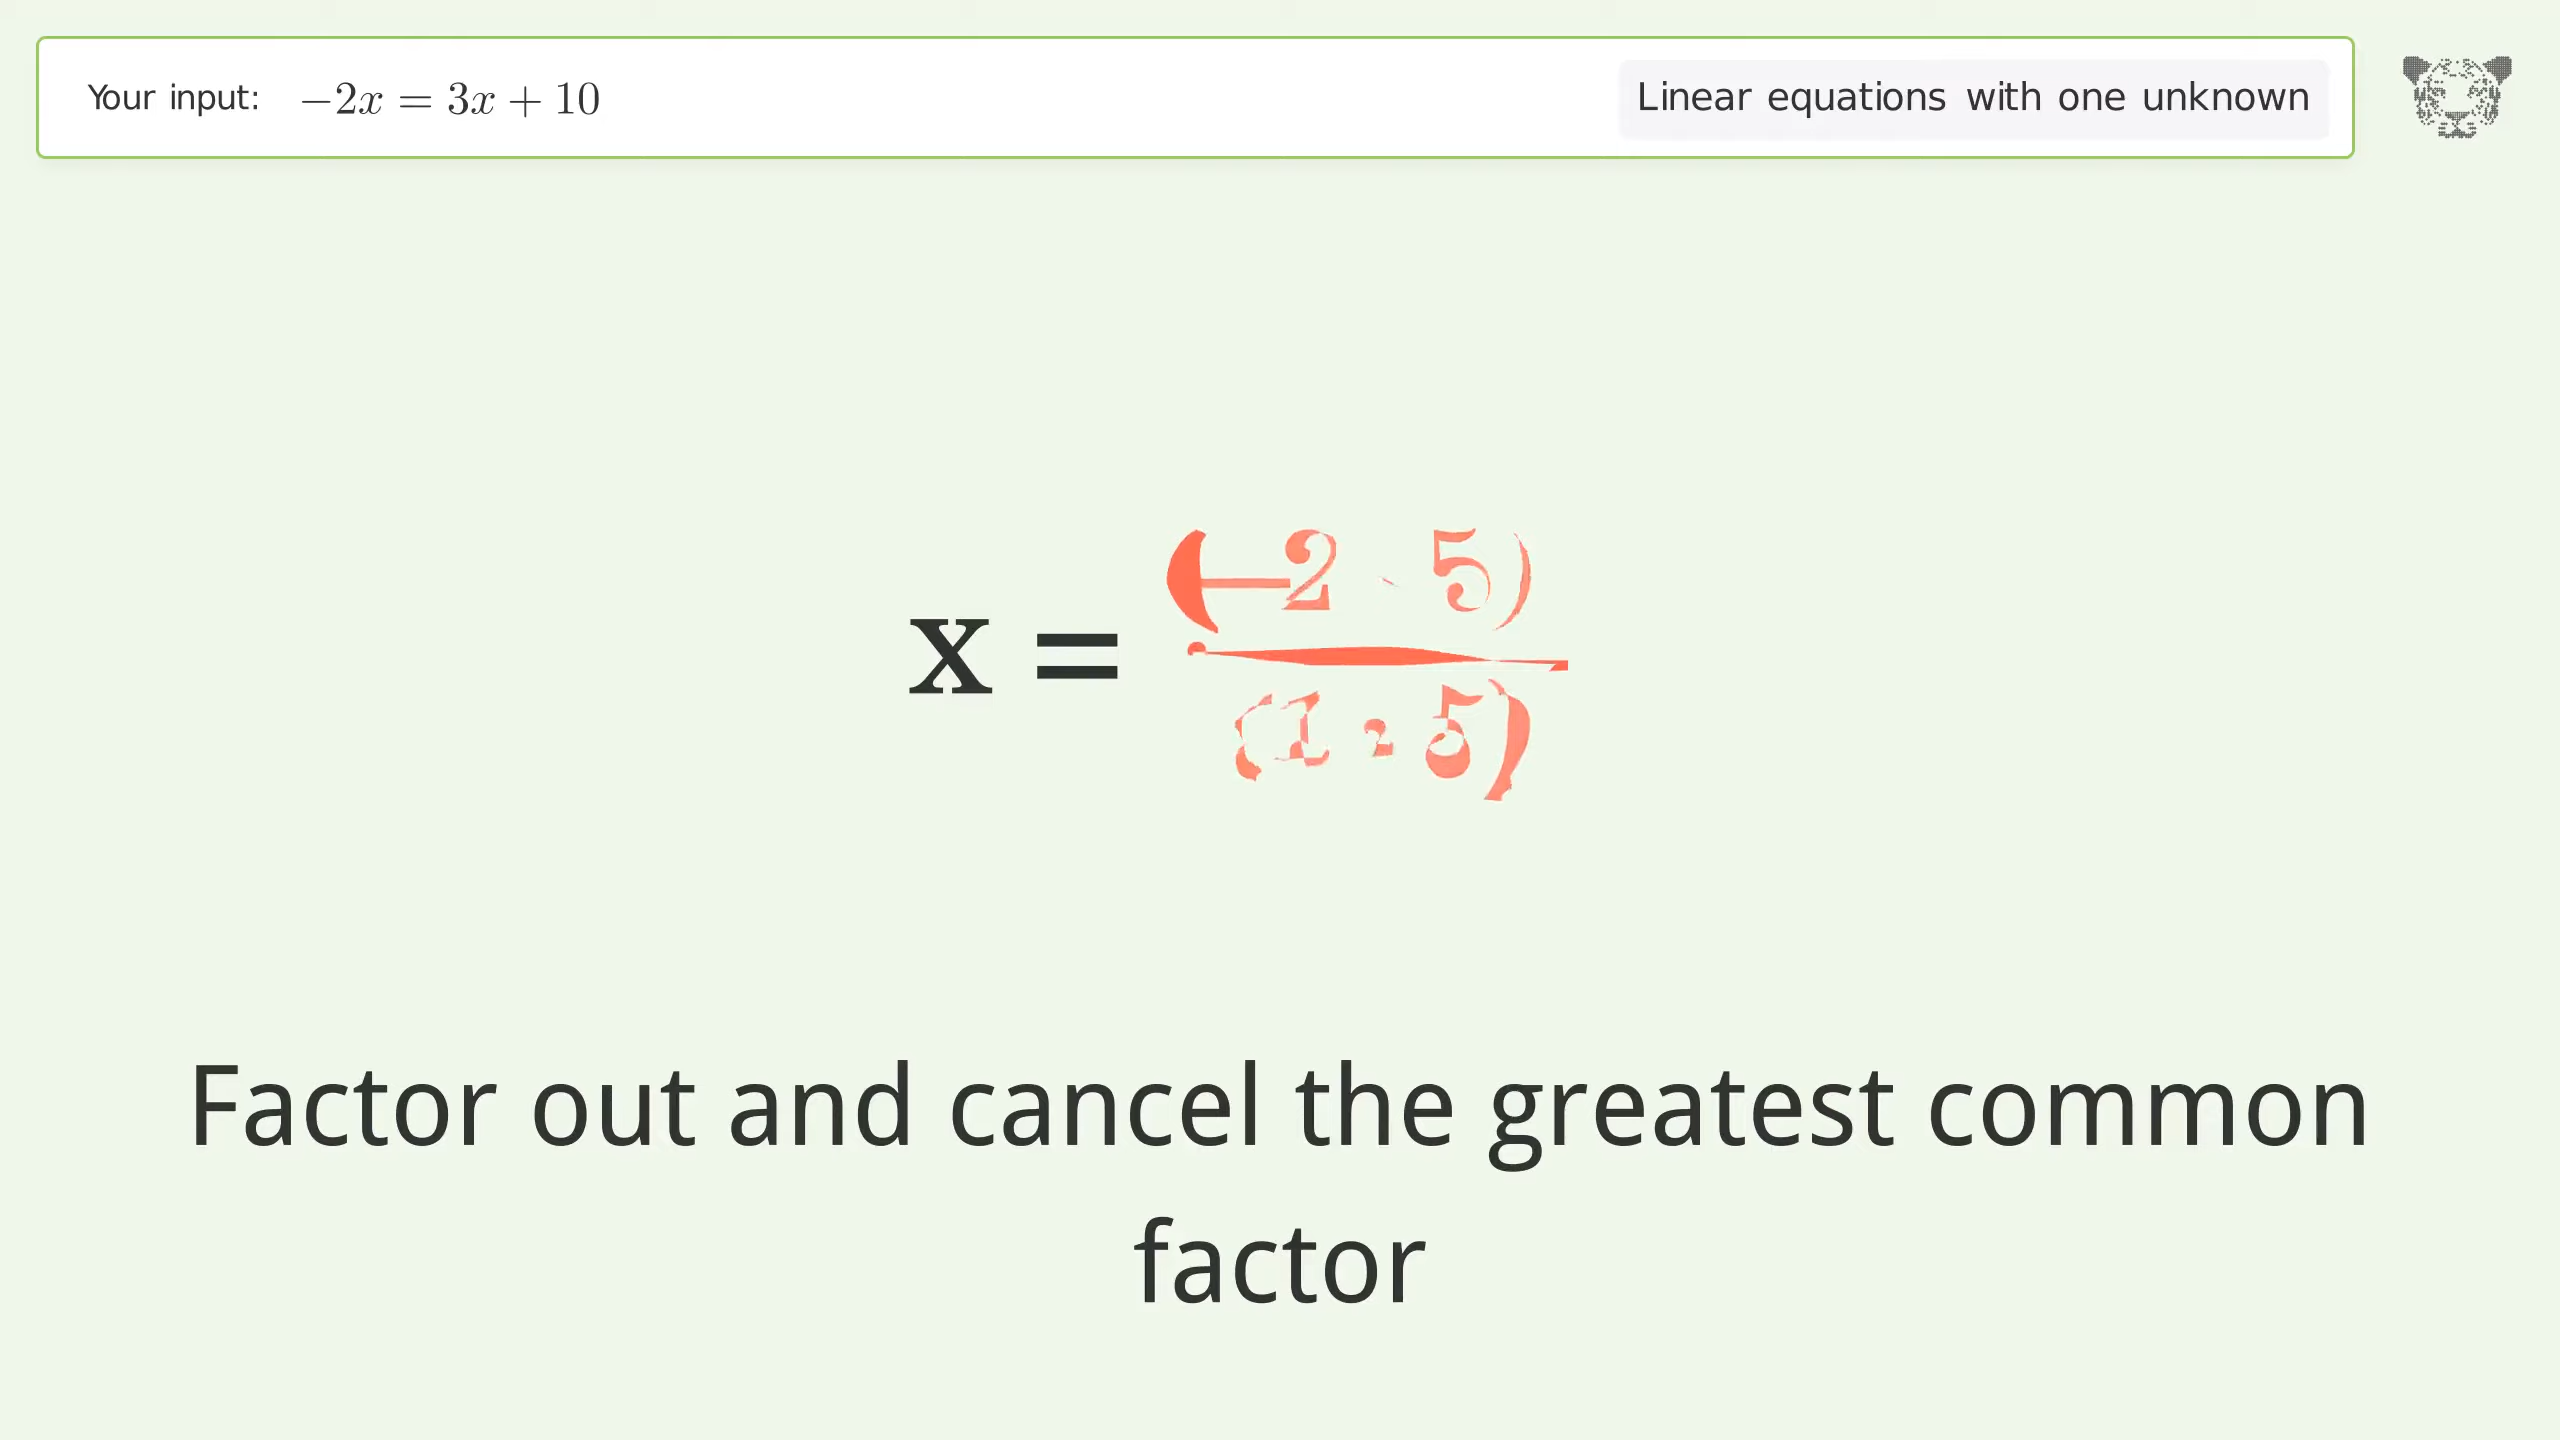 Your input: −2x = 3x + 10
Linear equations with one unknown
x = (−2 · 5) / (1 · 5)
Factor out and cancel the greatest common
factor